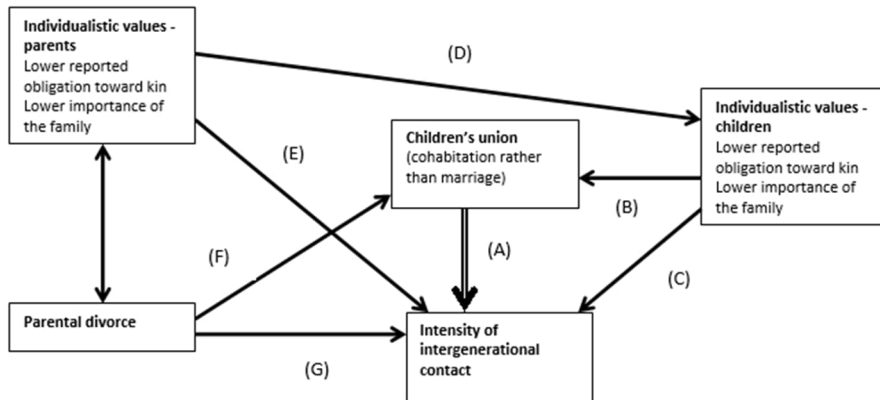 Individualistic values -
parents
Lower reported
obligation toward kin
Lower importance of
the family
(D)
Individualistic values -
children
Lower reported
obligation toward kin
Lower importance of
the family
Children's union
(cohabitation rather
than marriage)
(E)
(B)
(F)
(A)
(C)
Parental divorce
Intensity of
intergenerational
contact
(G)